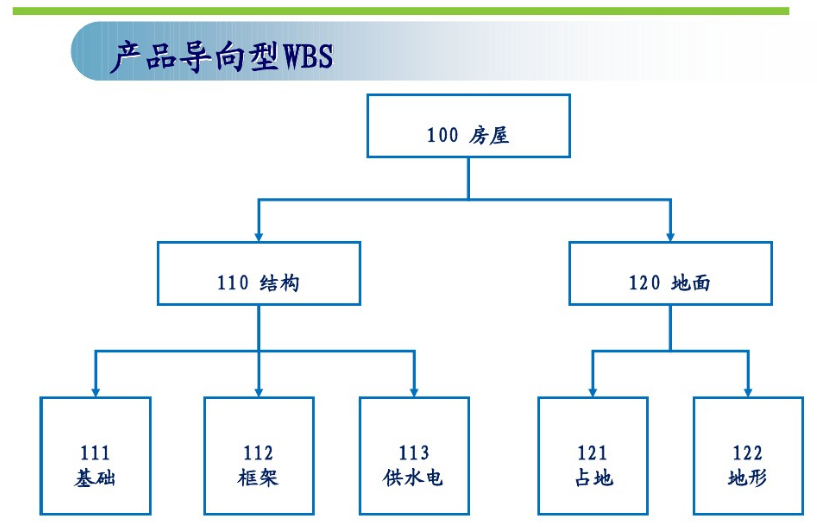 产品导向型WBS
100 房屋
110 结构
120 地面
111
基础
112
框架
113
供水电
121
占地
122
地形